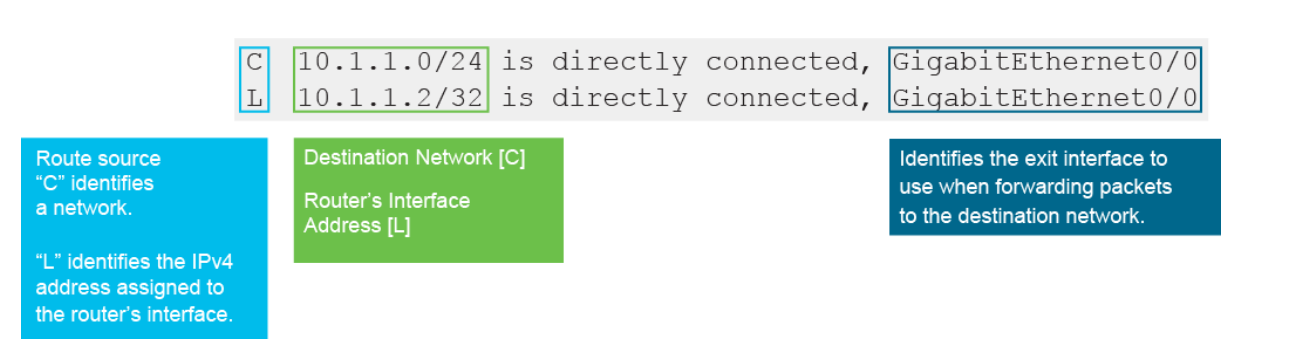 C 10.1.1.0/24 is directly connected, GigabitEthernet0/0
L 10.1.1.2/32 is directly connected, GigabitEthernet0/0
Route source
“C” identifies
a network.
“L” identifies the IPv4
address assigned to
the router’s interface.
Destination Network [C]
Router’s Interface
Address [L]
Identifies the exit interface to
use when forwarding packets
to the destination network.